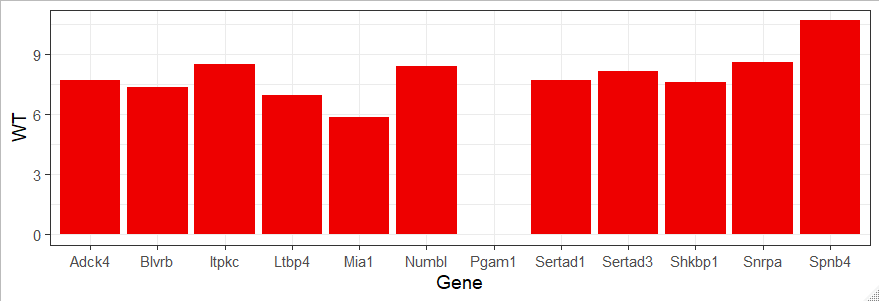 WT
9
6
3
0
Adck4 Blvrb Itpkc Ltbp4 Mia1 Numbl Pgam1 Sertad1 Sertad3 Shkbp1 Snrpa Spnb4
Gene